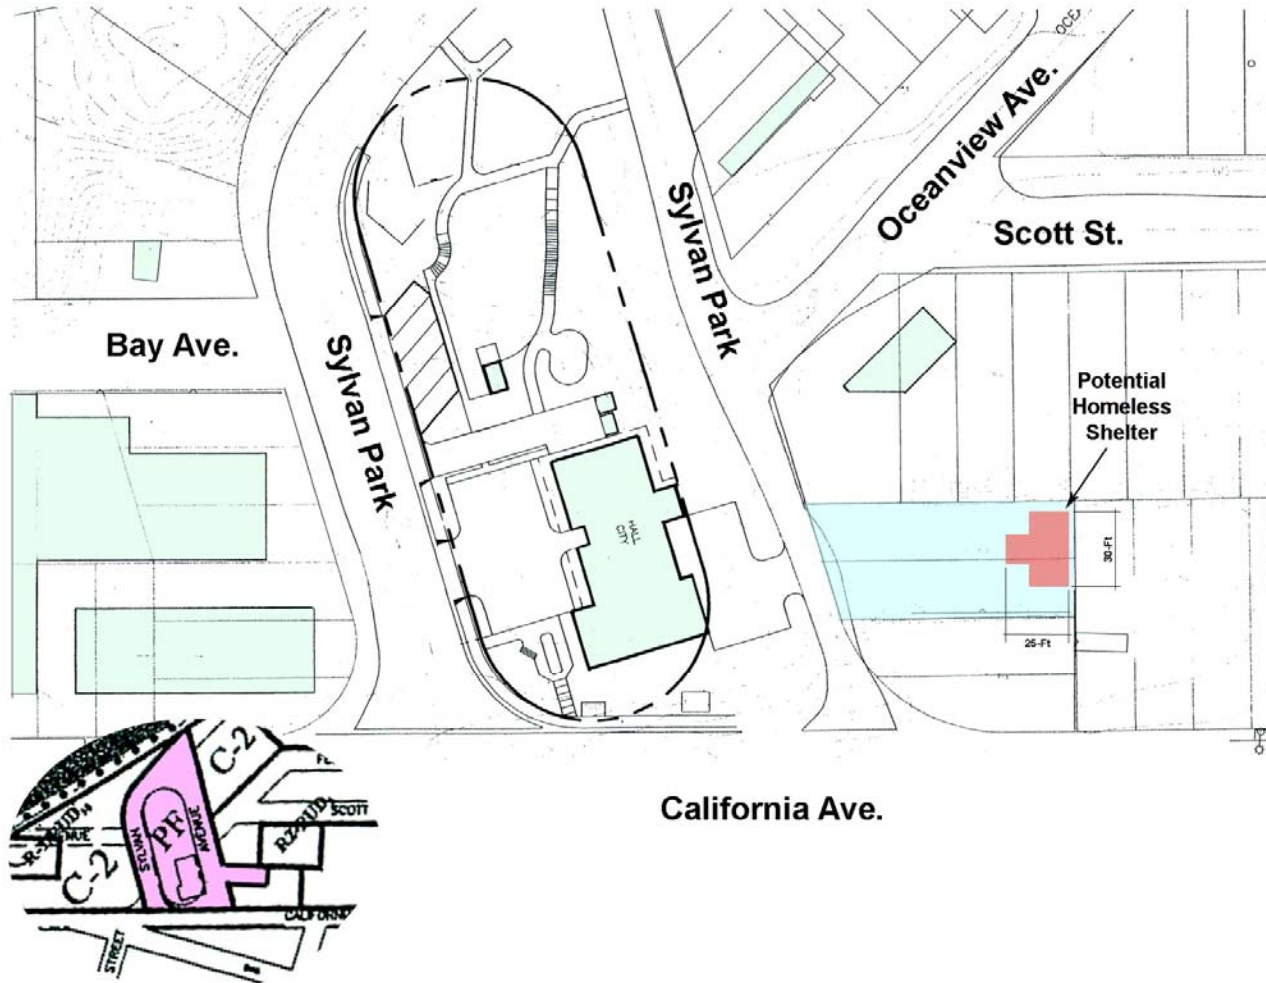 OCEA
Oceanview Ave.
Sylvan Park
Scott St.
Bay Ave.
Sylvan Park
Potential
Homeless
Shelter
HALL
CITY
30-Ft
25-Ft
California Ave.
C-2
SCOTT
PF
SYLVAN
AVENUE
C-2
STREET